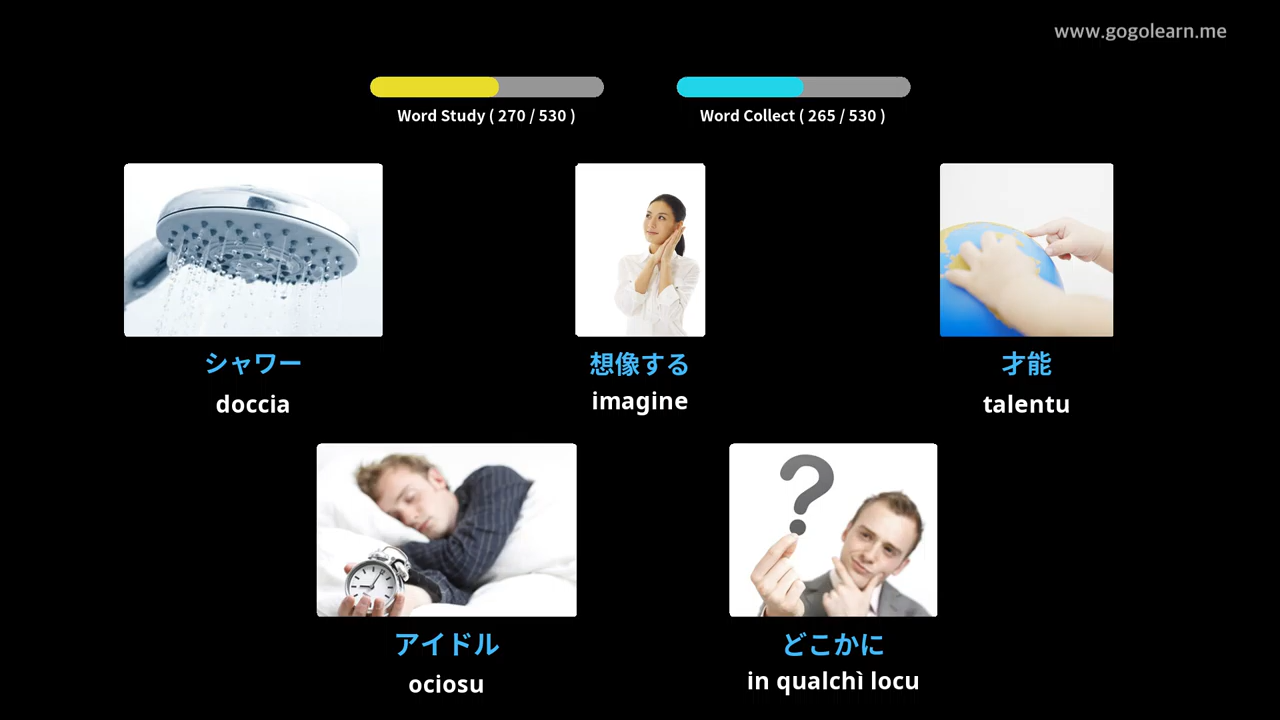 www.gogolearn.me
Word Study ( 270 / 530 )
Word Collect ( 265 / 530 )
シャワー
doccia
想像する
imagine
才能
talentu
アイドル
ociosu
どこかに
in qualchì locu